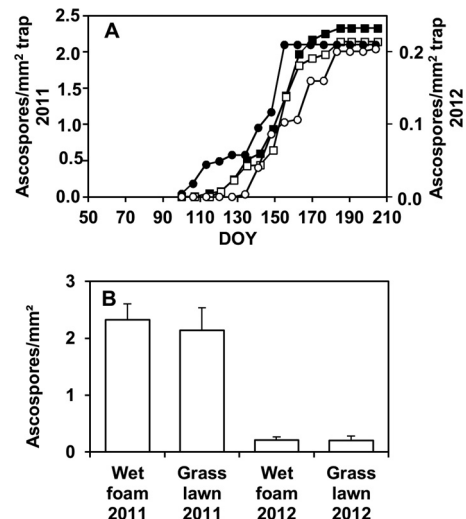 A
2.5
2.0
1.5
1.0
0.5
0.0
Ascospores/mm² trap
2011
0.2
0.1
0.0
Ascospores/mm² trap
2012
50 70 90 110 130 150 170 190 210
DOY
B
3
2
1
0
Ascospores/mm²
Wet Grass Wet Grass
foam lawn foam lawn
2011 2011 2012 2012